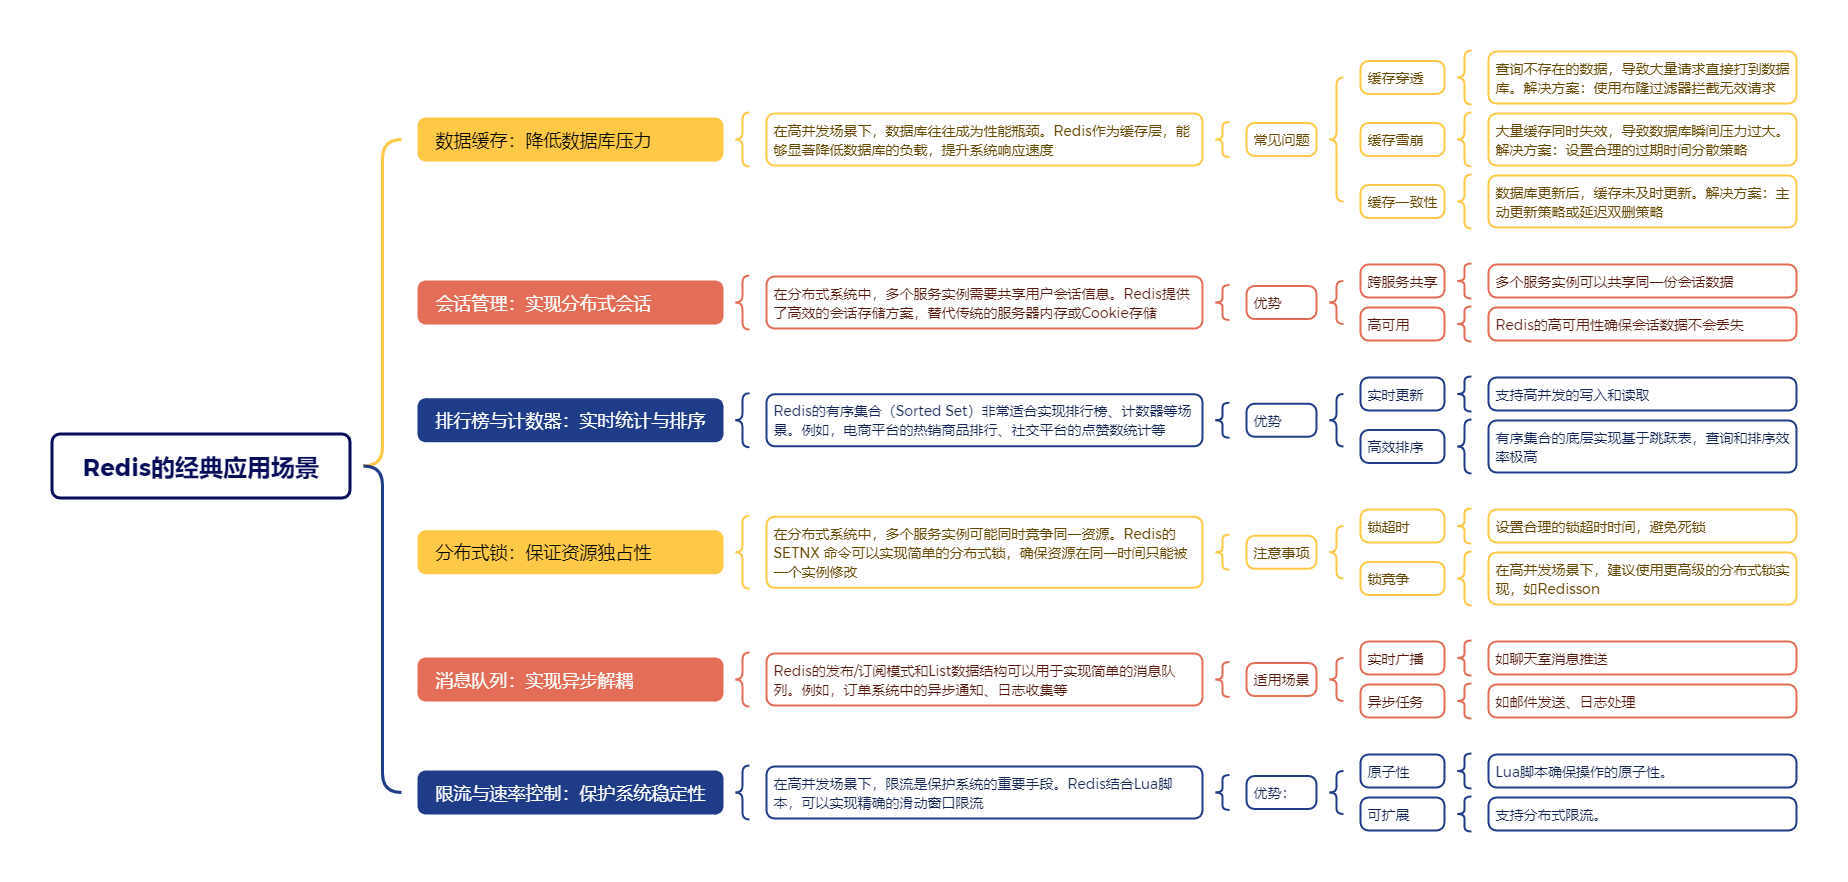 Redis的经典应用场景
数据缓存：降低数据库压力
在高并发场景下，数据库往往成为性能瓶颈。Redis作为缓存层，能
够显著降低数据库的负载，提升系统响应速度
常见问题
缓存穿透
查询不存在的数据，导致大量请求直接打到数据
库。解决方案：使用布隆过滤器拦截无效请求
缓存雪崩
大量缓存同时失效，导致数据库瞬间压力过大。
解决方案：设置合理的过期时间分散策略
缓存一致性
数据库更新后，缓存未及时更新。解决方案：主
动更新策略或延迟双删策略
会话管理：实现分布式会话
在分布式系统中，多个服务实例需要共享用户会话信息。Redis提供
了高效的会话存储方案，替代传统的服务器内存或Cookie存储
优势
跨服务共享
多个服务实例可以共享同一份会话数据
高可用
Redis的高可用性确保会话数据不会丢失
排行榜与计数器：实时统计与排序
Redis的有序集合（Sorted Set）非常适合实现排行榜、计数器等场
景。例如，电商平台的热销商品排行、社交平台的点赞数统计等
优势
实时更新
支持高并发的写入和读取
高效排序
有序集合的底层实现基于跳跃表，查询和排序效
率极高
分布式锁：保证资源独占性
在分布式系统中，多个服务实例可能同时竞争同一资源。Redis的
SETNX 命令可以实现简单的分布式锁，确保资源在同一时间只能被
一个实例修改
注意事项
锁超时
设置合理的锁超时时间，避免死锁
锁竞争
在高并发场景下，建议使用更高级的分布式锁实
现，如Redisson
消息队列：实现异步解耦
Redis的发布/订阅模式和List数据结构可以用于实现简单的消息队
列。例如，订单系统中的异步通知、日志收集等
适用场景
实时广播
如聊天室消息推送
异步任务
如邮件发送、日志处理
限流与速率控制：保护系统稳定性
在高并发场景下，限流是保护系统的重要手段。Redis结合Lua脚
本，可以实现精确的滑动窗口限流
优势：
原子性
Lua脚本确保操作的原子性。
可扩展
支持分布式限流。